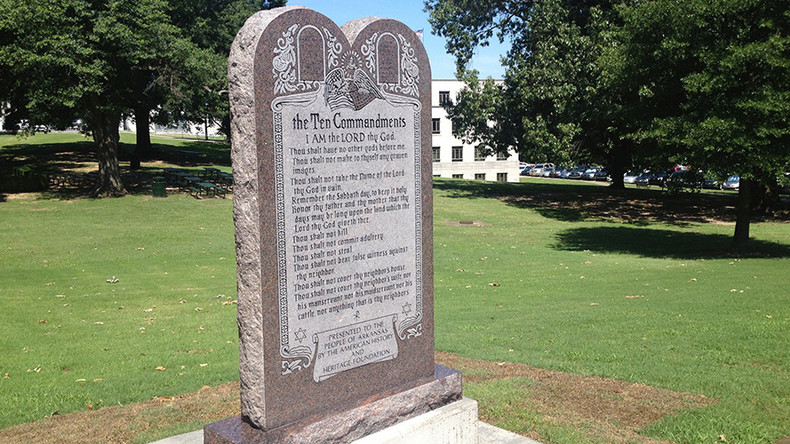 the Ten Commandments
I AM the LORD thy God.
Thou shalt have no other gods before me.
Thou shalt not make to thyself any graven
images.
Thou shalt not take the Name of the Lord
thy God in vain.
Remember the Sabbath day, to keep it holy.
Honor thy father and thy mother that thy
days may be long upon the land which the
Lord thy God giveth thee.
Thou shalt not kill.
Thou shalt not commit adultery.
Thou shalt not steal.
Thou shalt not bear false witness against
thy neighbor.
Thou shalt not covet thy neighbor's house.
Thou shalt not covet thy neighbor's wife nor
his manservant nor his maidservant, nor his
cattle, nor anything that is thy neighbor's.
PRESENTED TO THE
PEOPLE OF ARKANSAS
BY THE AMERICAN HISTORY
AND
HERITAGE FOUNDATION